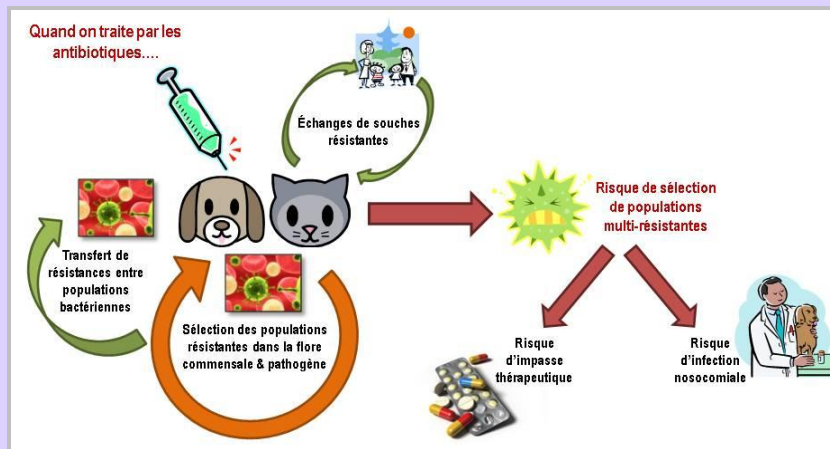 Quand on traite par les
antibiotiques....
Échanges de souches
résistantes
Transfert de
résistances entre
populations
bactériennes
Sélection des populations
résistantes dans la flore
commensale & pathogène
Risque de sélection
de populations
multi-résistantes
Risque
d'impasse
thérapeutique
Risque
d'infection
nosocomiale